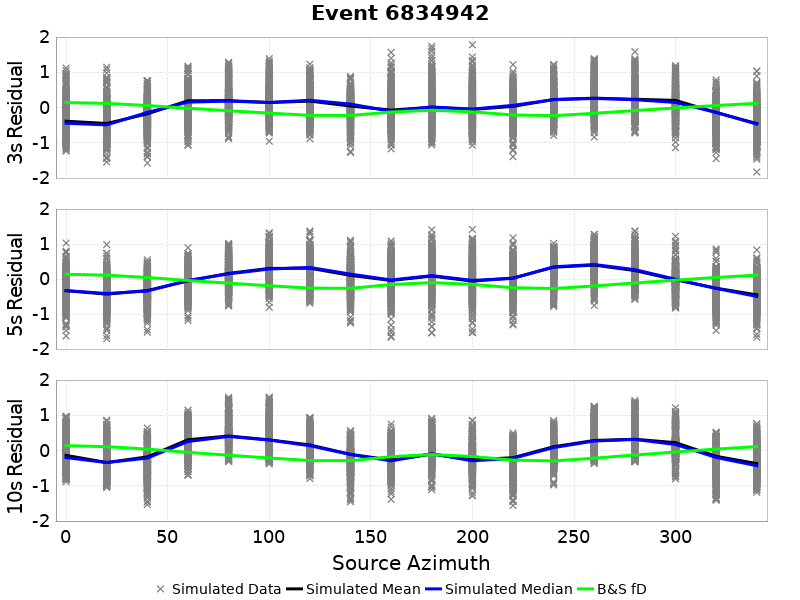 Event 6834942
3s Residual
2
1
0
-1
-2
5s Residual
2
1
0
-1
-2
10s Residual
2
1
0
-1
-2
0 50 100 150 200 250 300
Source Azimuth
Simulated Data Simulated Mean Simulated Median B&S fD